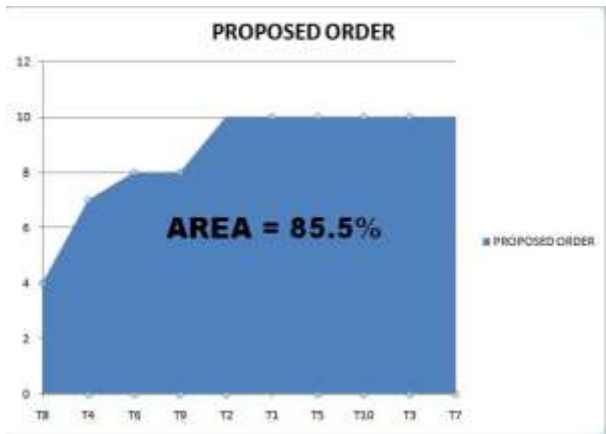 PROPOSED ORDER
12
10
8
6
4
2
0
AREA = 85.5%
PROPOSED ORDER
T8 T4 T6 T9 T2 T1 T5 T10 T3 T7